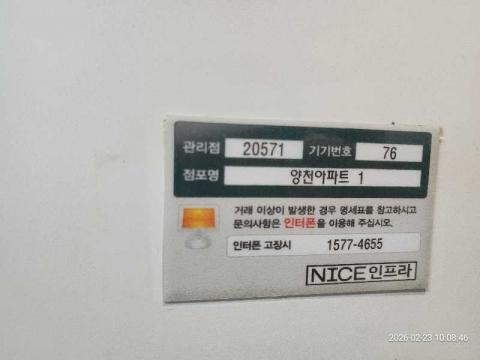 관리점 20571 기기번호 76
점포명 양천아파트 1
거래 이상이 발생한 경우 명세표를 참고하시고
문의사항은 인터폰을 이용해 주십시오.
인터폰 고장시 1577-4655
NICE인프라
2026-02-23 10:08:46